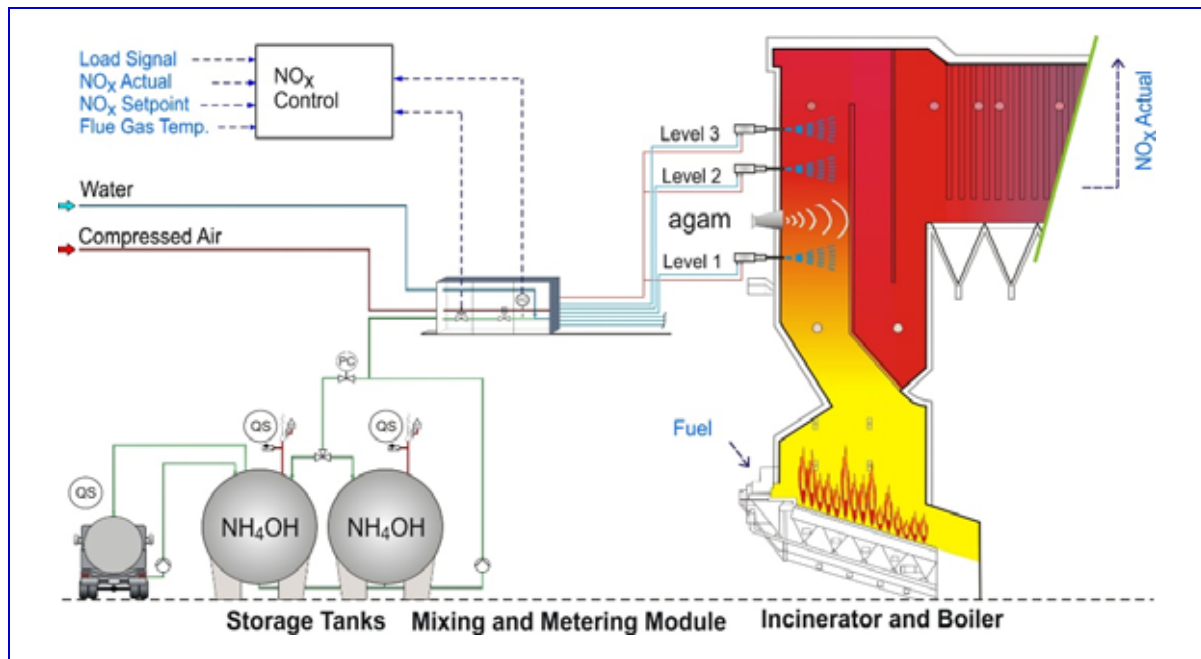 Load Signal
NOx Actual
NOx Setpoint
Flue Gas Temp.
NOx
Control
Water
Compressed Air
Level 3
Level 2
agam
Level 1
NOx Actual
Fuel
PC
QS
QS
QS
NH₄OH
NH₄OH
Storage Tanks
Mixing and Metering Module
Incinerator and Boiler